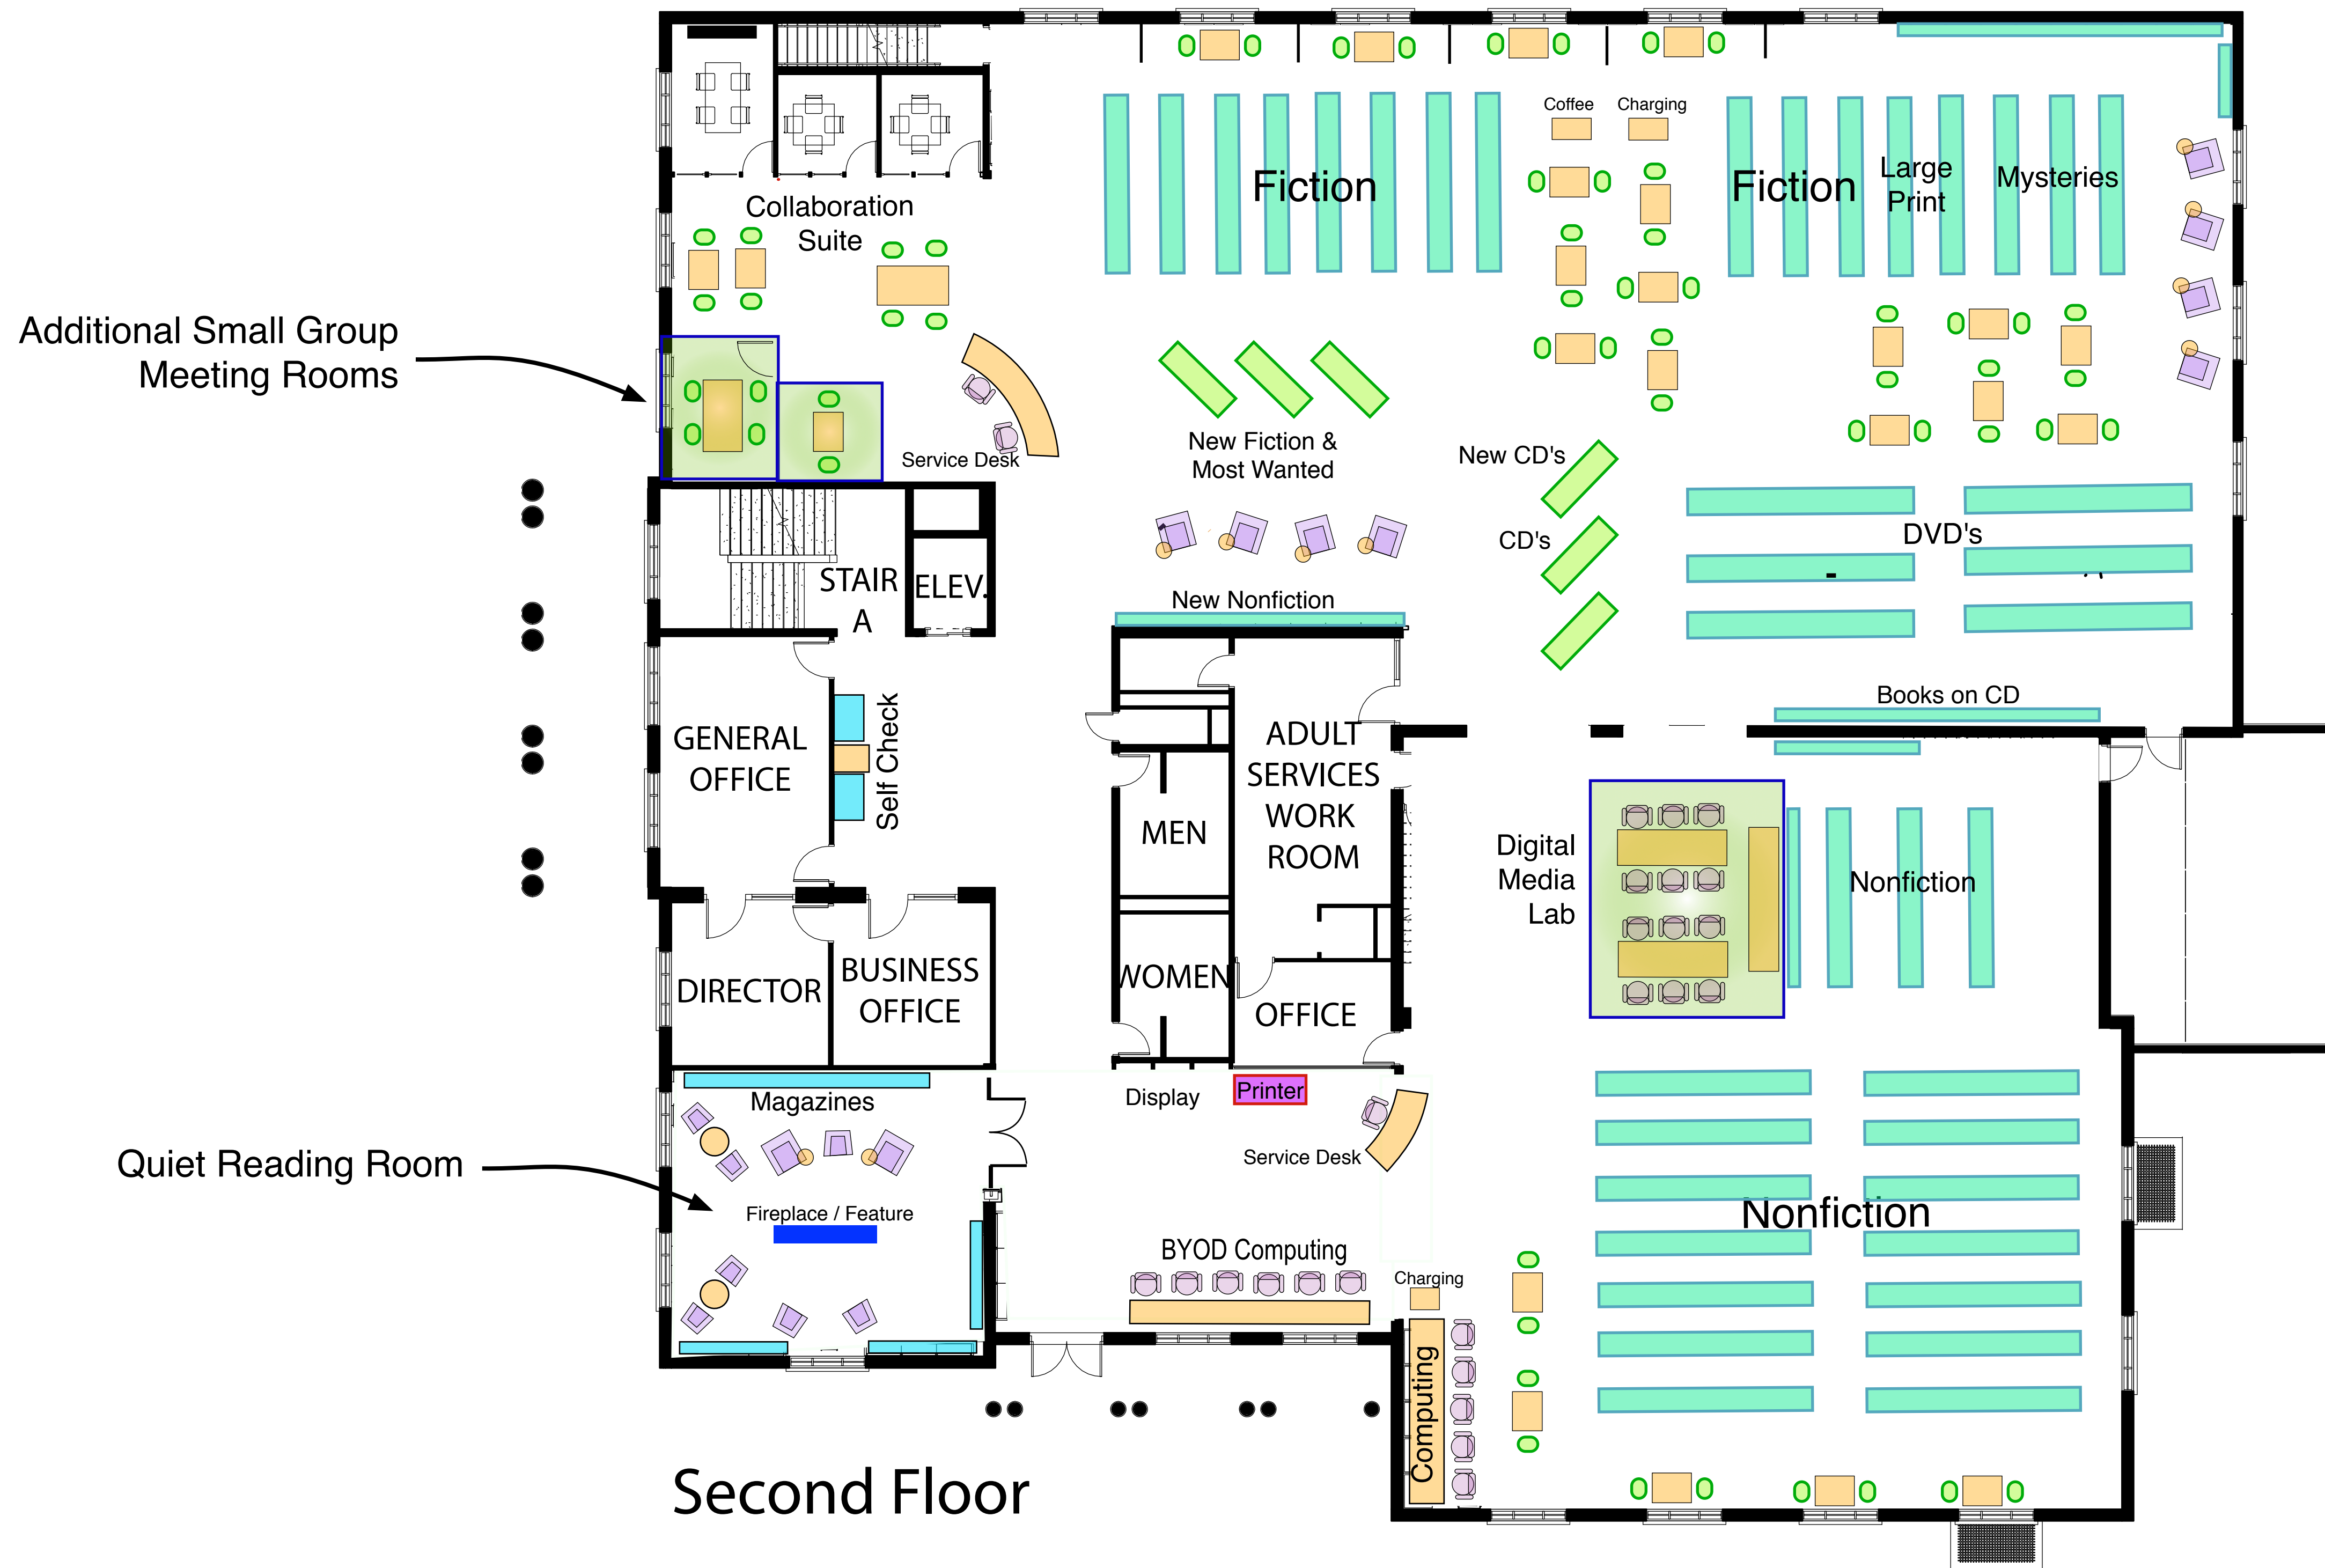 Coffee
Charging
Fiction
Fiction
Large
Print
Mysteries
Collaboration
Suite
Additional Small Group
Meeting Rooms
Service Desk
New Fiction &
Most Wanted
New CD's
CD's
DVD's
STAIR
A
ELEV.
New Nonfiction
Books on CD
GENERAL
OFFICE
Self Check
ADULT
SERVICES
WORK
ROOM
MEN
Digital
Media
Lab
Nonfiction
DIRECTOR
BUSINESS
OFFICE
WOMEN
OFFICE
Magazines
Display
Printer
Service Desk
Quiet Reading Room
Fireplace / Feature
Nonfiction
BYOD Computing
Charging
Computing
Second Floor